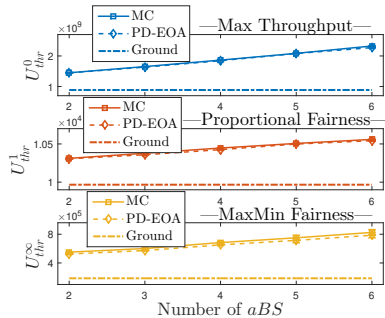 ×10^9
—Max Throughput—
MC
PD-EOA
Ground
U^0_thr
2
1
2 3 4 5 6
×10^4
—Proportional Fairness—
MC
PD-EOA
Ground
U^1_thr
1.05
1
2 3 4 5 6
×10^5
—MaxMin Fairness—
MC
PD-EOA
Ground
U^∞_thr
8
4
2 3 4 5 6
Number of aBS